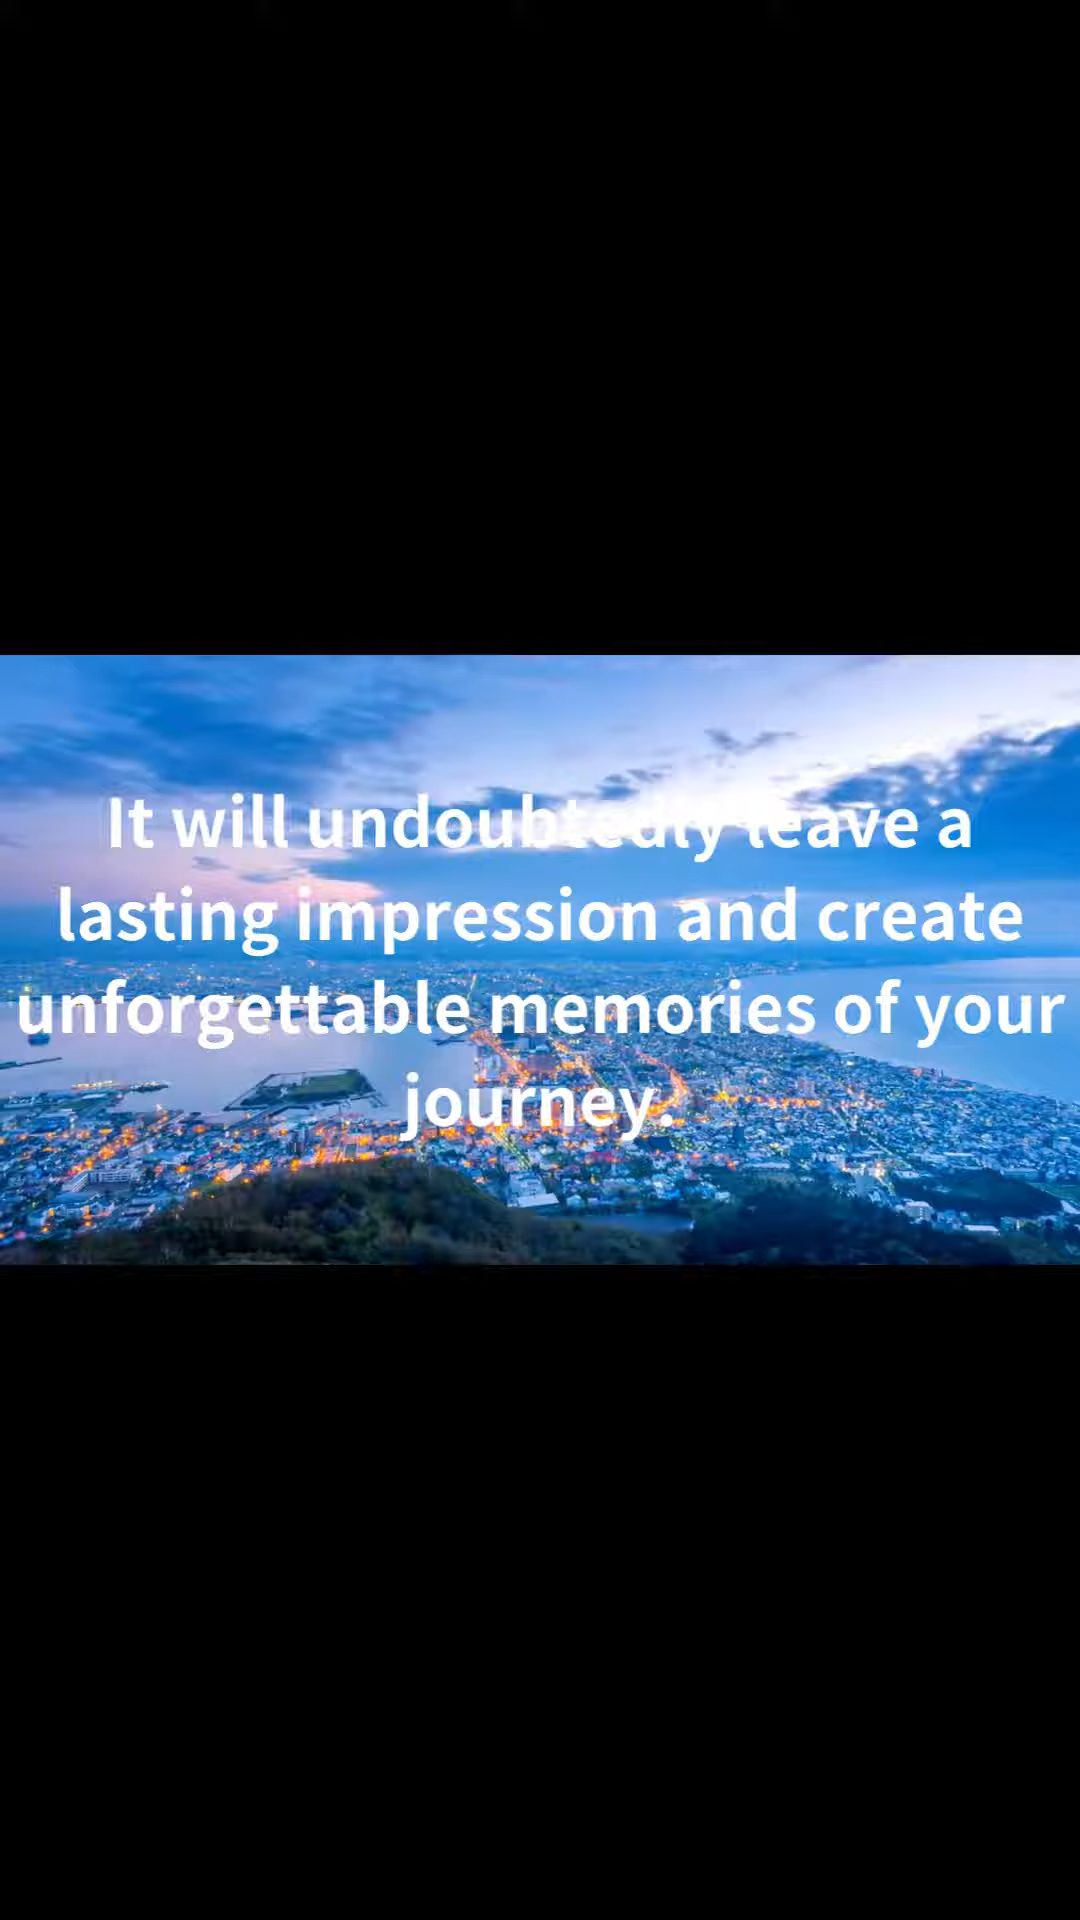 It will undoubtedly leave a
lasting impression and create
unforgettable memories of your
journey.